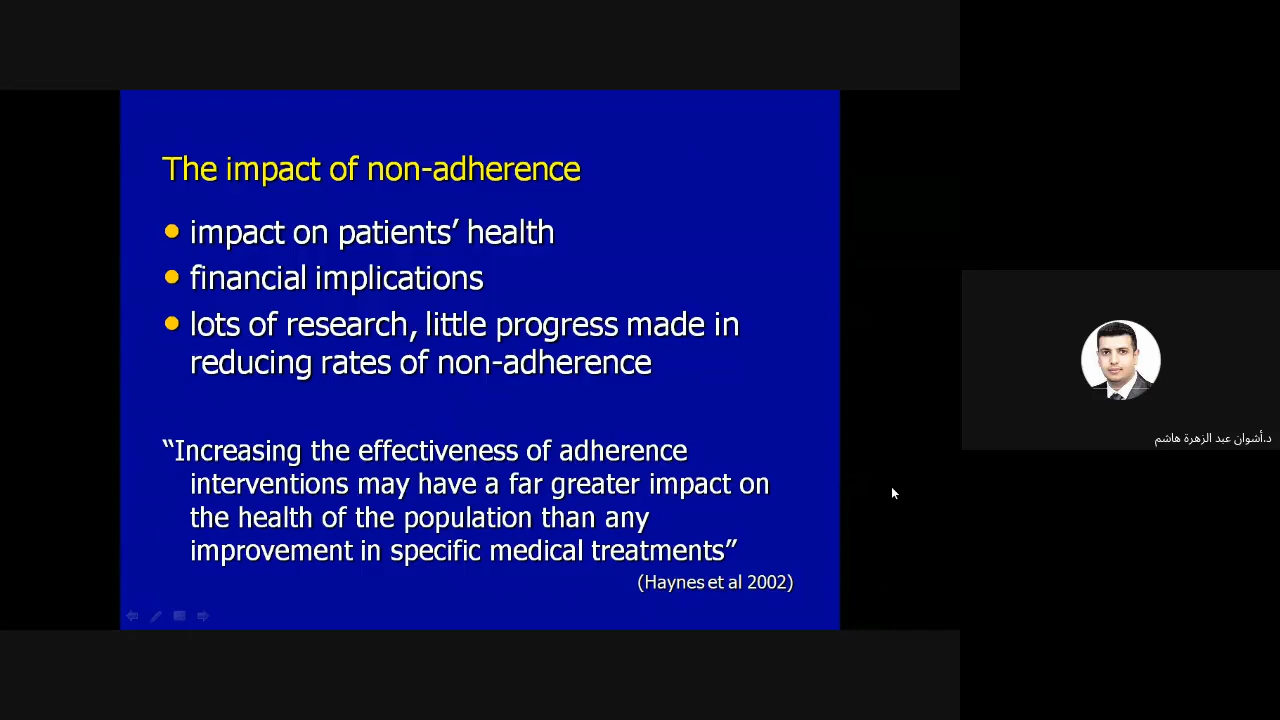 The impact of non-adherence
impact on patients’ health
financial implications
lots of research, little progress made in
reducing rates of non-adherence
“Increasing the effectiveness of adherence
interventions may have a far greater impact on
the health of the population than any
improvement in specific medical treatments”
(Haynes et al 2002)
د.أشوان عبد الزهرة هاشم